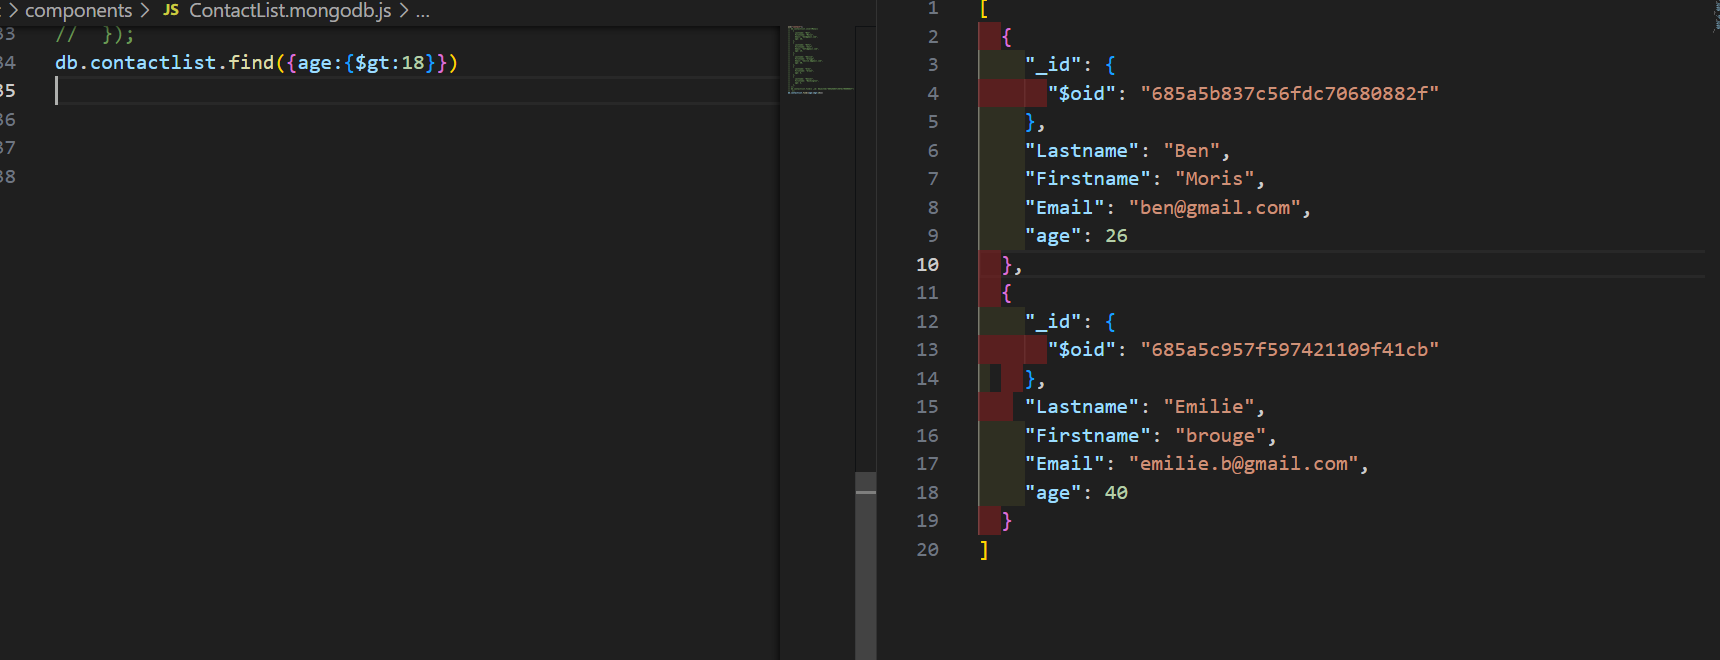 components > JS ContactList.mongodb.js > ...
33 // });
34 db.contactlist.find({age:{$gt:18}})
35
36
37
38
1 [
2 {
3 "_id": {
4 "$oid": "685a5b837c56fdc70680882f"
5 },
6 "Lastname": "Ben",
7 "Firstname": "Moris",
8 "Email": "ben@gmail.com",
9 "age": 26
10 },
11 {
12 "_id": {
13 "$oid": "685a5c957f597421109f41cb"
14 },
15 "Lastname": "Emilie",
16 "Firstname": "brouge",
17 "Email": "emilie.b@gmail.com",
18 "age": 40
19 }
20 ]